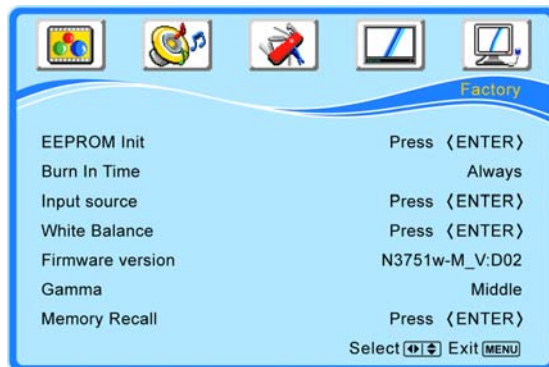 Factory
EEPROM Init Press 〈ENTER〉
Burn In Time Always
Input source Press 〈ENTER〉
White Balance Press 〈ENTER〉
Firmware version N3751w-M_V:D02
Gamma Middle
Memory Recall Press 〈ENTER〉
Select Exit MENU